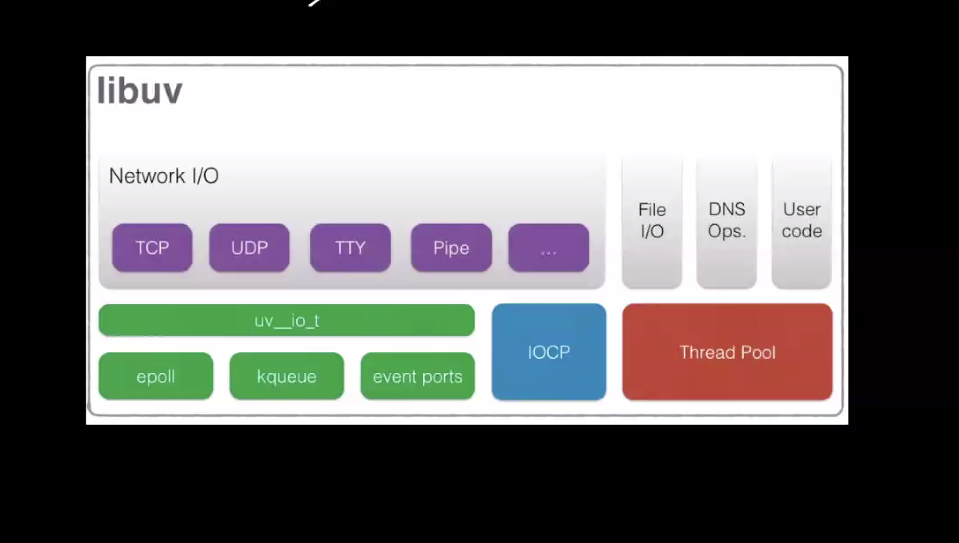 libuv
Network I/O
TCP
UDP
TTY
Pipe
...
File
I/O
DNS
Ops.
User
code
uv__io_t
IOCP
Thread Pool
epoll
kqueue
event ports